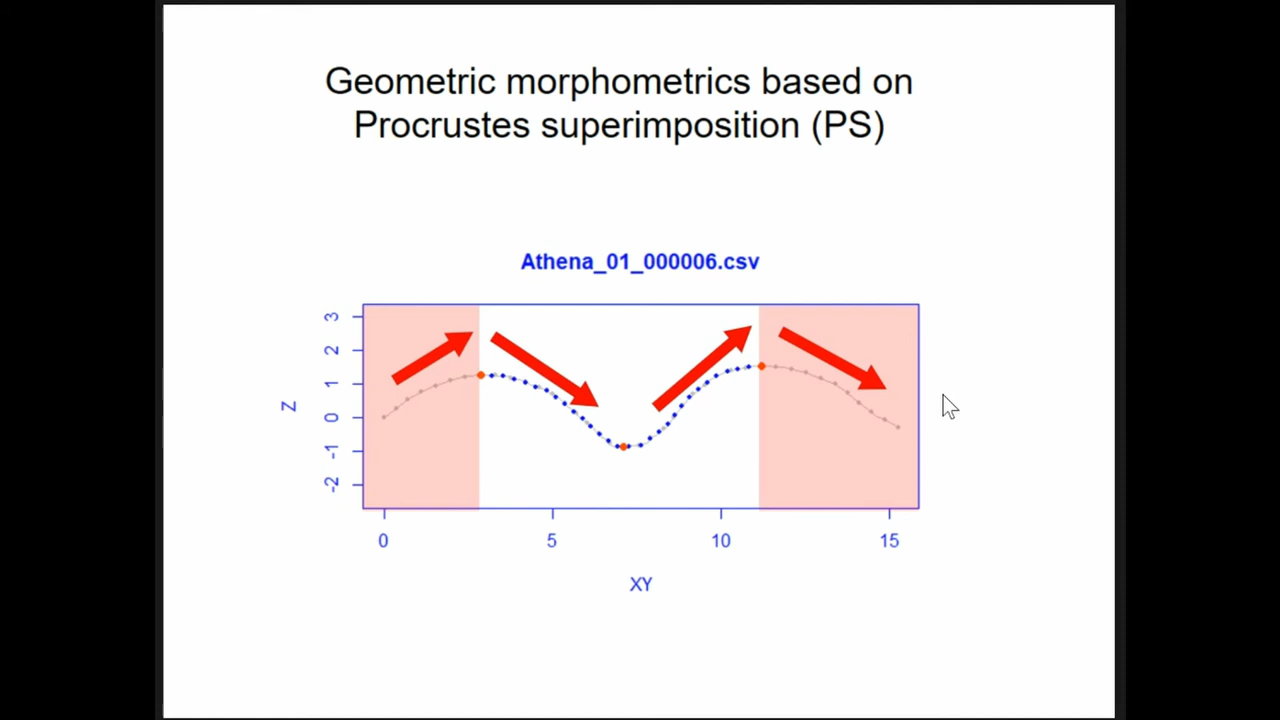 Geometric morphometrics based on
Procrustes superimposition (PS)
Athena_01_000006.csv
3
2
1
0
-1
-2
Z
0 5 10 15
XY